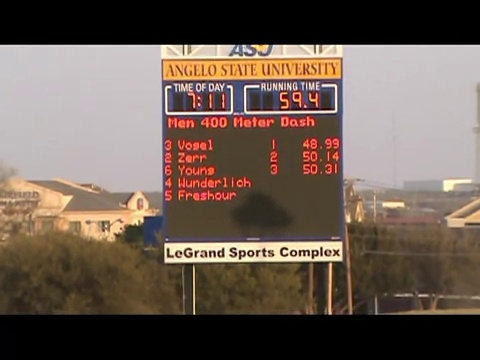 ASU
ANGELO STATE UNIVERSITY
TIME OF DAY RUNNING TIME
7:11 59.4
Men 400 Meter Dash
3 Vogel 1 48.99
2 Zerr 2 50.14
6 Young 3 50.31
4 Wunderlich
5 Freshour
LeGrand Sports Complex